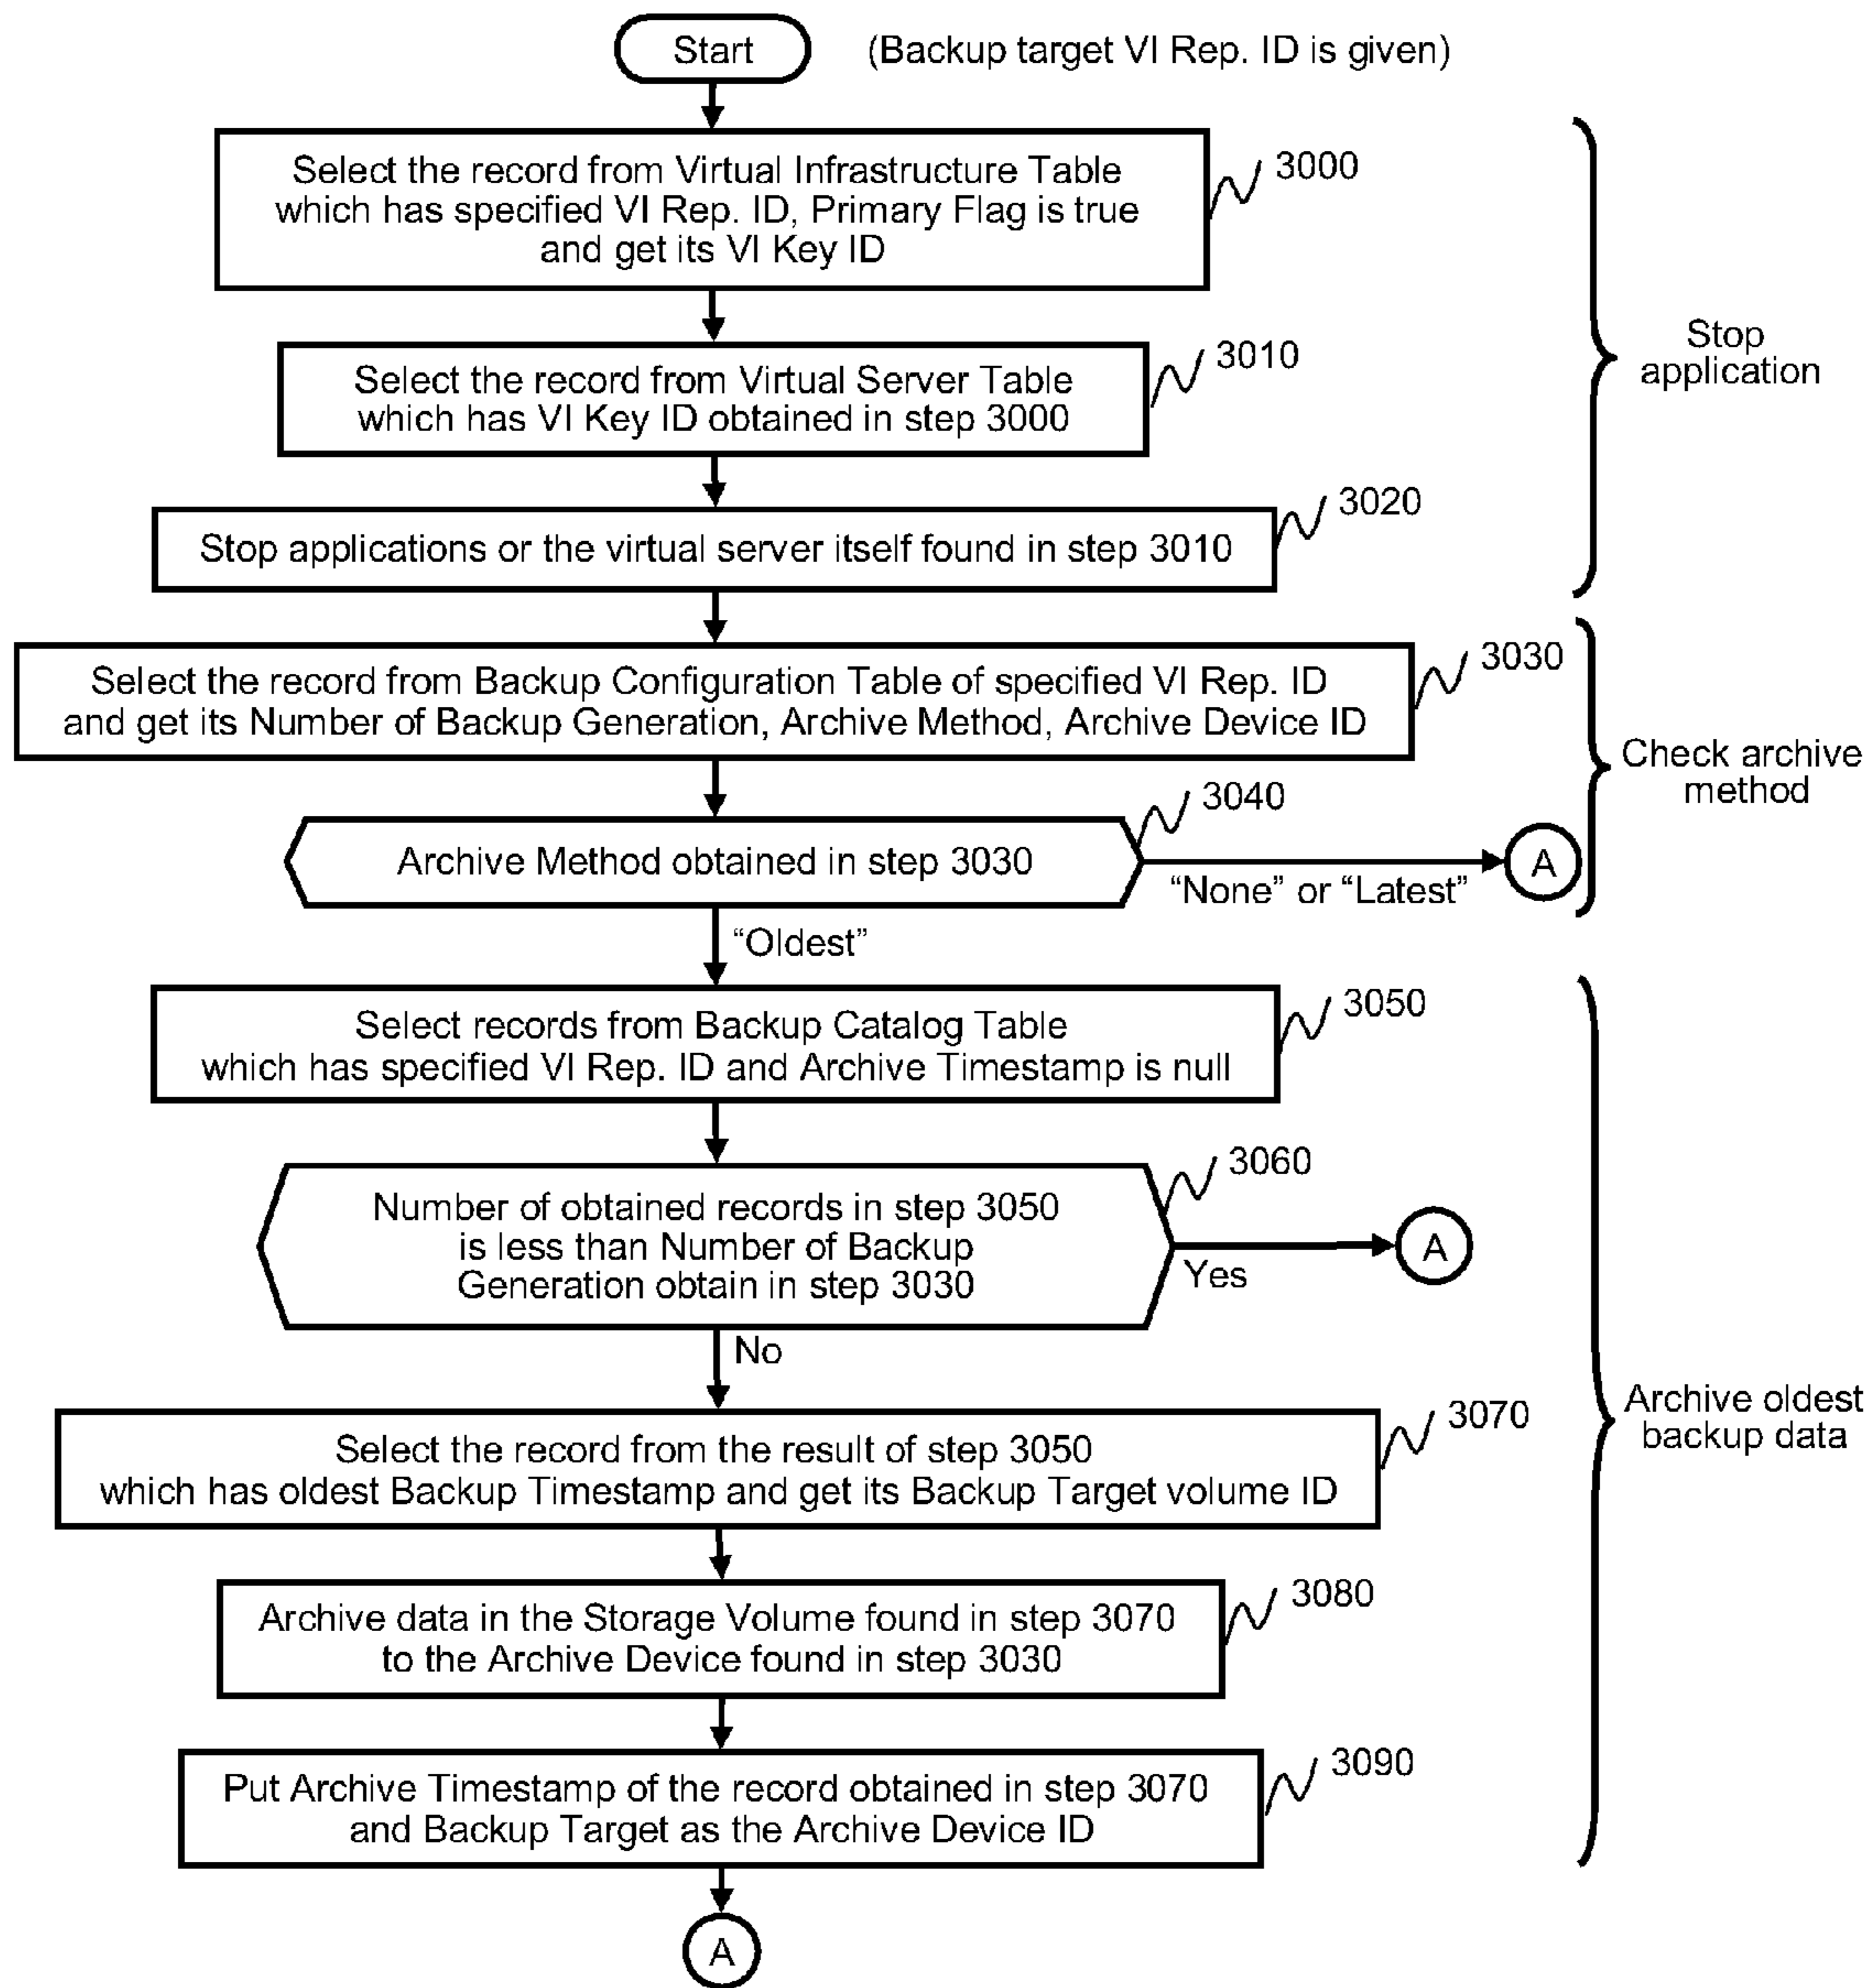 Start
(Backup target VI Rep. ID is given)
Select the record from Virtual Infrastructure Table
which has specified VI Rep. ID, Primary Flag is true
and get its VI Key ID
3000
Select the record from Virtual Server Table
which has VI Key ID obtained in step 3000
3010
Stop
application
Stop applications or the virtual server itself found in step 3010
3020
Select the record from Backup Configuration Table of specified VI Rep. ID
and get its Number of Backup Generation, Archive Method, Archive Device ID
3030
Check archive
method
Archive Method obtained in step 3030
3040
“None” or “Latest”
A
“Oldest”
Select records from Backup Catalog Table
which has specified VI Rep. ID and Archive Timestamp is null
3050
Number of obtained records in step 3050
is less than Number of Backup
Generation obtain in step 3030
3060
Yes
A
No
Select the record from the result of step 3050
which has oldest Backup Timestamp and get its Backup Target volume ID
3070
Archive oldest
backup data
Archive data in the Storage Volume found in step 3070
to the Archive Device found in step 3030
3080
Put Archive Timestamp of the record obtained in step 3070
and Backup Target as the Archive Device ID
3090
A